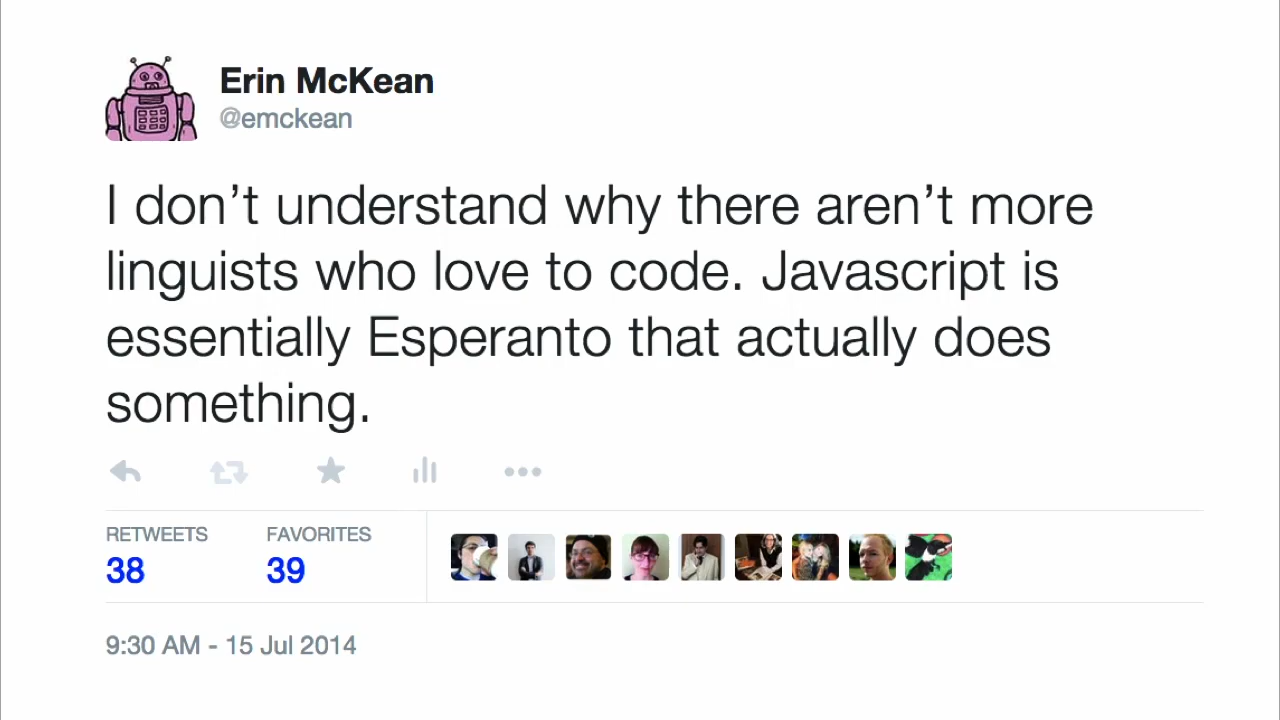 Erin McKean
@emckean
I don’t understand why there aren’t more
linguists who love to code. Javascript is
essentially Esperanto that actually does
something.
RETWEETS FAVORITES
38 39
9:30 AM - 15 Jul 2014